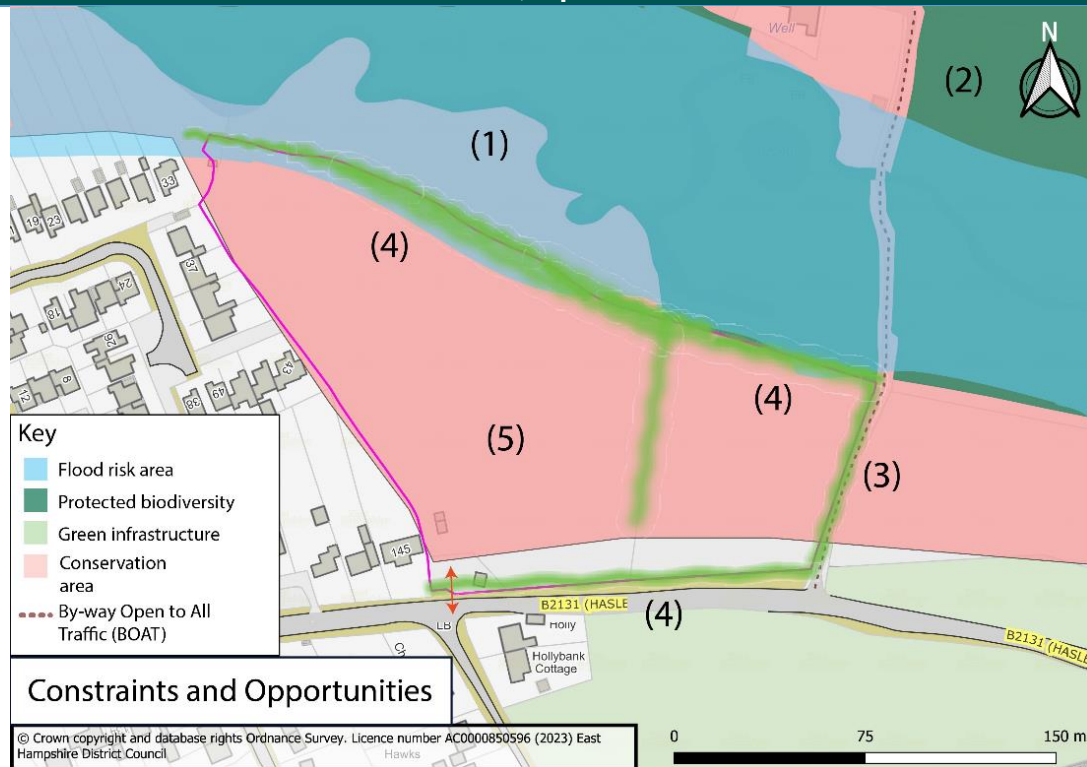 Well
N
(2)
(1)
33
23
19
(4)
37
24
18
26
8
12
43
49
38
(4)
(5)
(3)
Key
Flood risk area
Protected biodiversity
Green infrastructure
Conservation
area
By-way Open to All
Traffic (BOAT)
145
B2131 (HASLE
(4)
LB
Holly
Hollybank
Cottage
B2131 (HASLE
Ch
Constraints and Opportunities
© Crown copyright and database rights Ordnance Survey. Licence number AC0000850596 (2023) East
Hampshire District Council
Hawks
0 75 150 m